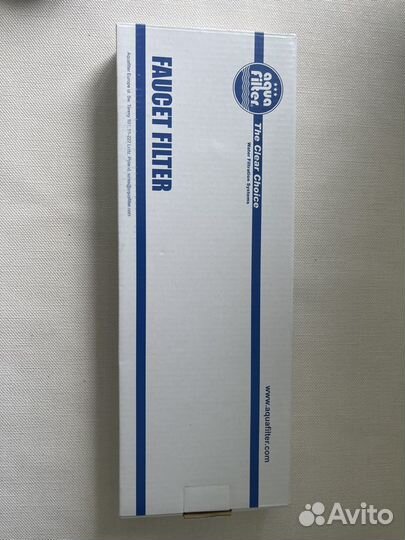 aqua
filter
The Clear Choice
Water Filtration Systems
FAUCET FILTER
www.aquafilter.com
Avito